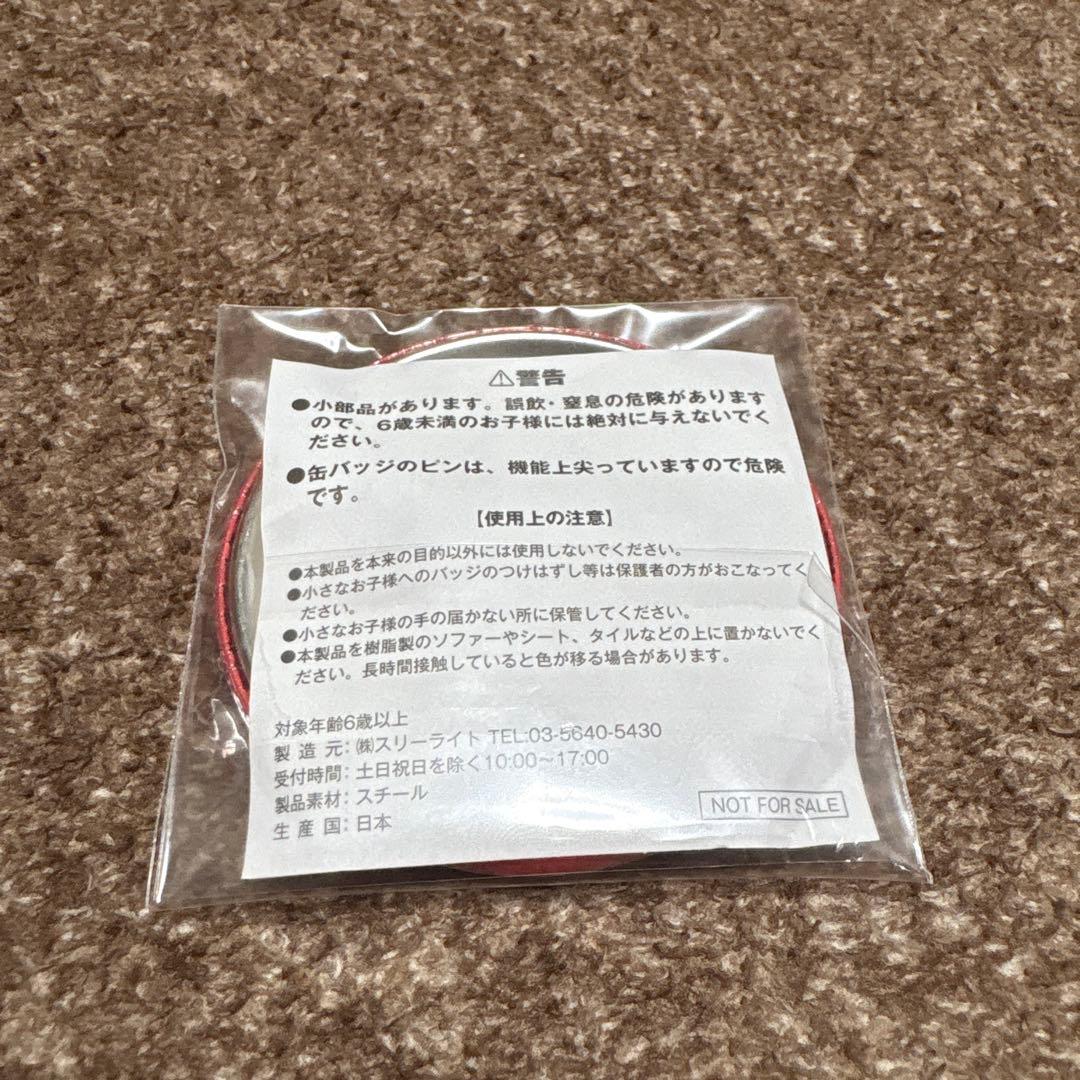 ⚠警告
●小部品があります。誤飲・窒息の危険があります
ので、6歳未満のお子様には絶対に与えないでく
ださい。
●缶バッジのピンは、機能上尖っていますので危険
です。
【使用上の注意】
●本製品を本来の目的以外には使用しないでください。
●小さなお子様へのバッジのつけはずし等は保護者の方がおこなってく
ださい。
●小さなお子様の手の届かない所に保管してください。
●本製品を樹脂製のソファーやシート、タイルなどの上に置かないでく
ださい。長時間接触していると色が移る場合があります。
対象年齢6歳以上
製造元:㈱スリーライト TEL:03-5640-5430
受付時間:土日祝日を除く10:00～17:00
製品素材:スチール
生産国:日本
NOT FOR SALE